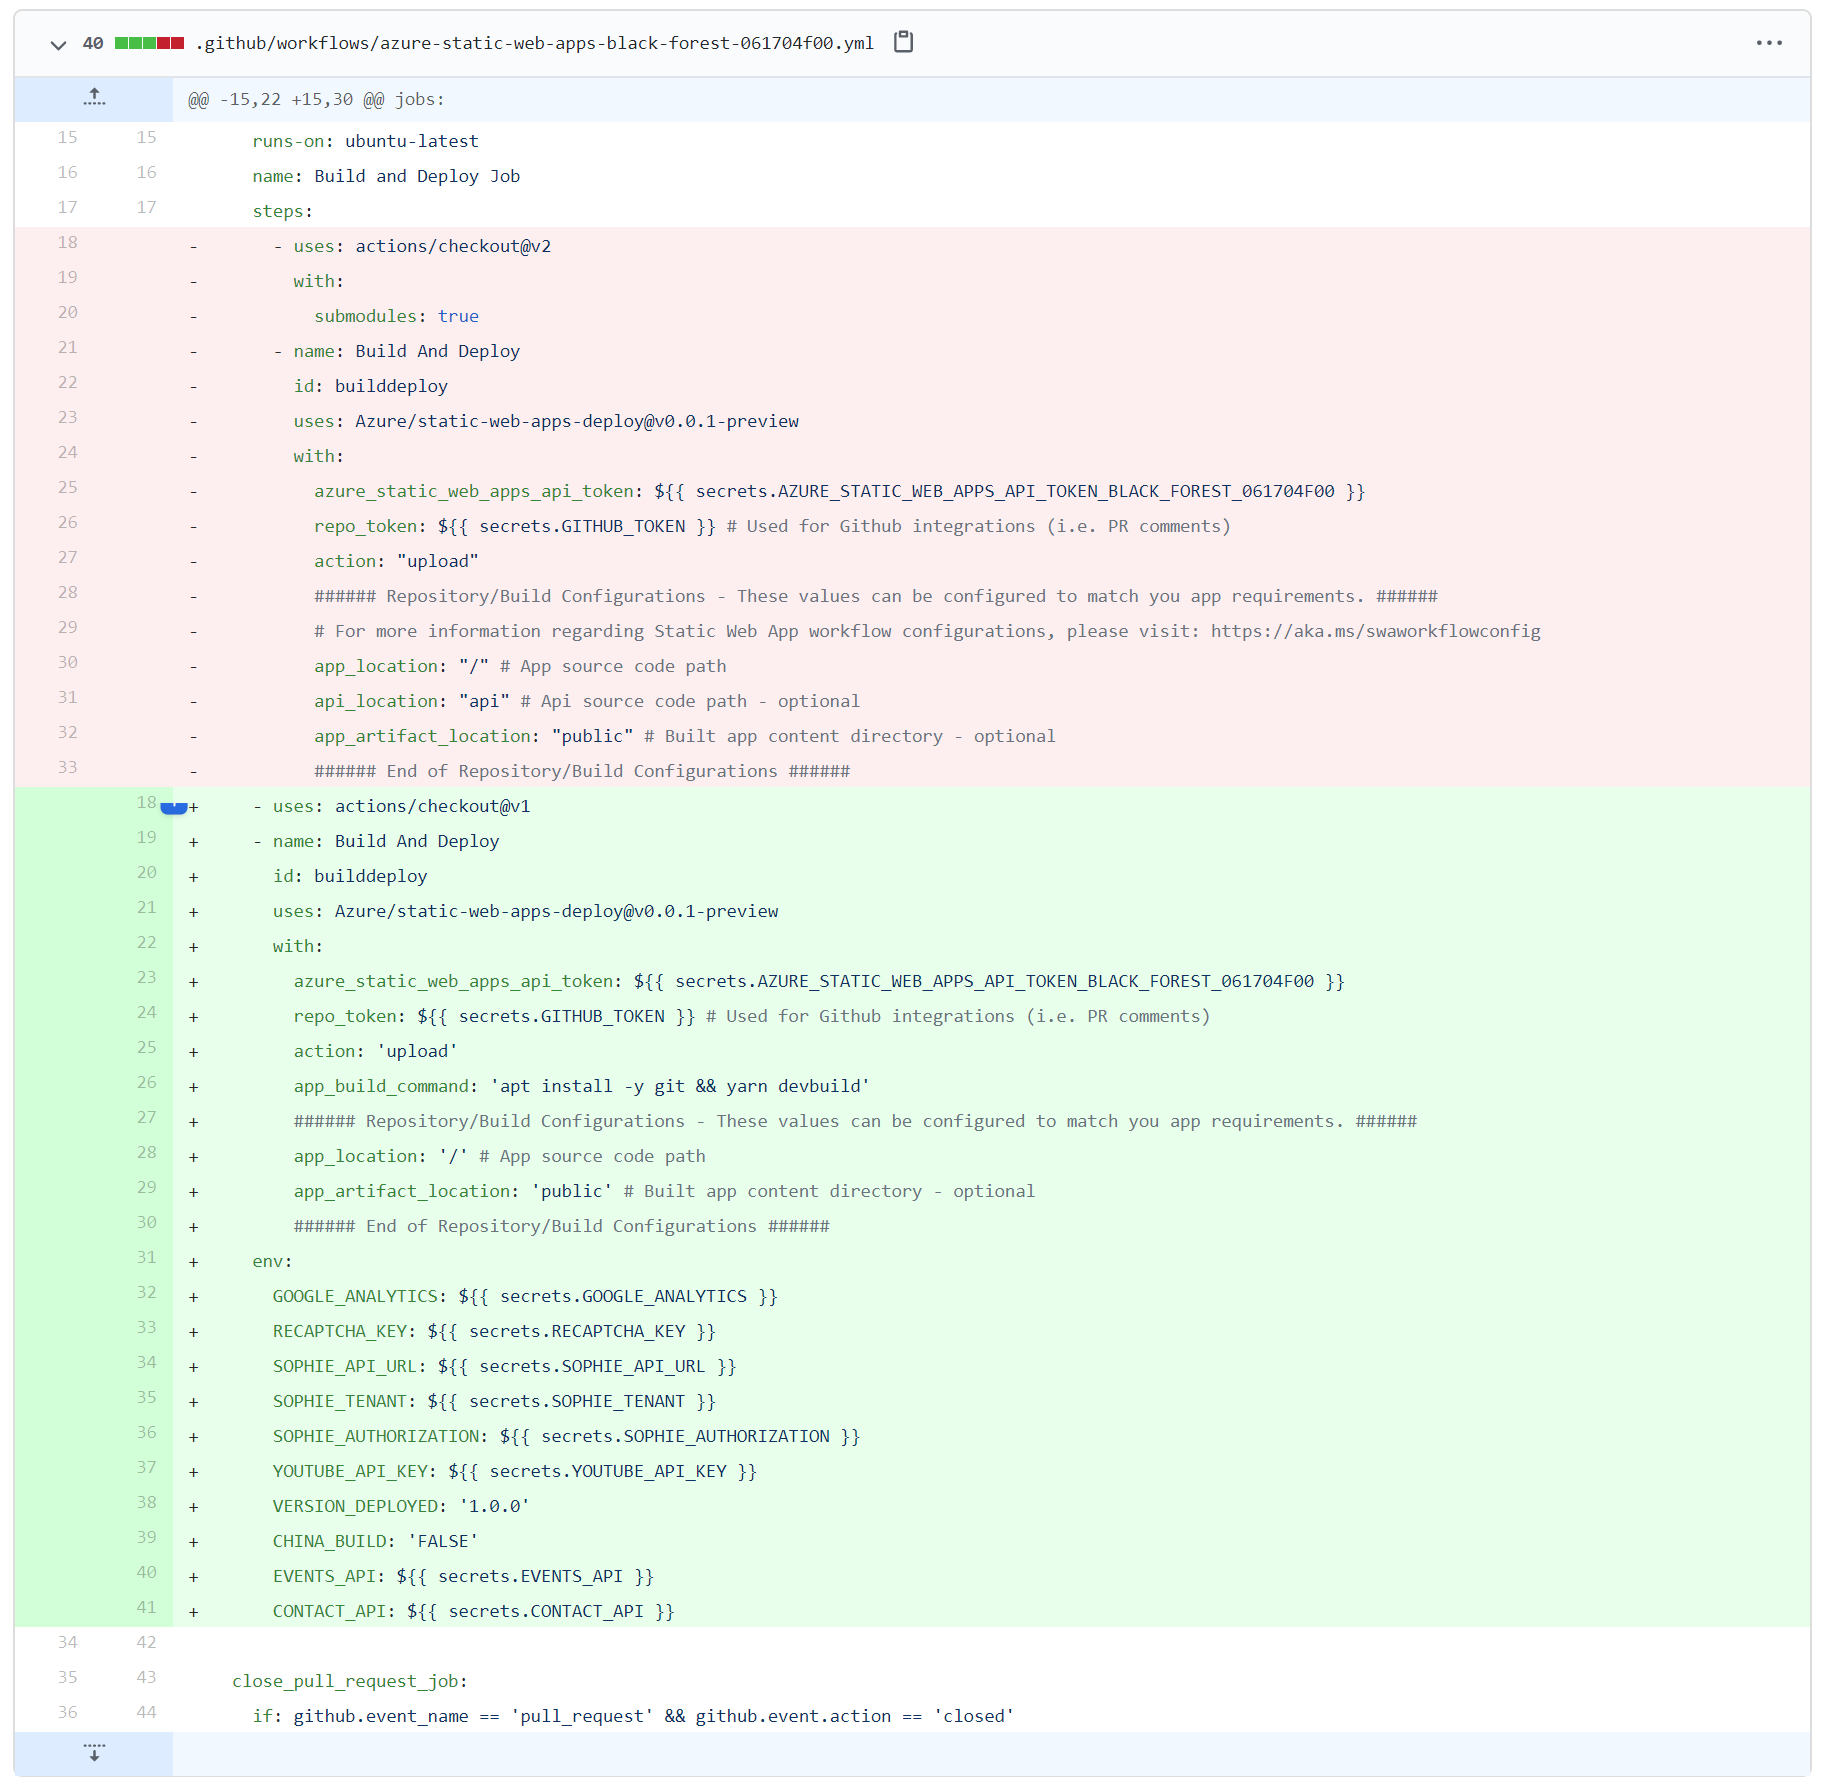 40 .github/workflows/azure-static-web-apps-black-forest-061704f00.yml
@@ -15,22 +15,30 @@ jobs:
15 15 runs-on: ubuntu-latest
16 16 name: Build and Deploy Job
17 17 steps:
18 - - uses: actions/checkout@v2
19 - with:
20 - submodules: true
21 - - name: Build And Deploy
22 - id: builddeploy
23 - uses: Azure/static-web-apps-deploy@v0.0.1-preview
24 - with:
25 - azure_static_web_apps_api_token: ${{ secrets.AZURE_STATIC_WEB_APPS_API_TOKEN_BLACK_FOREST_061704F00 }}
26 - repo_token: ${{ secrets.GITHUB_TOKEN }} # Used for Github integrations (i.e. PR comments)
27 - action: "upload"
28 - ###### Repository/Build Configurations - These values can be configured to match you app requirements. ######
29 - # For more information regarding Static Web App workflow configurations, please visit: https://aka.ms/swaworkflowconfig
30 - app_location: "/" # App source code path
31 - api_location: "api" # Api source code path - optional
32 - app_artifact_location: "public" # Built app content directory - optional
33 - ###### End of Repository/Build Configurations ######
18 + - uses: actions/checkout@v1
19 + - name: Build And Deploy
20 + id: builddeploy
21 + uses: Azure/static-web-apps-deploy@v0.0.1-preview
22 + with:
23 + azure_static_web_apps_api_token: ${{ secrets.AZURE_STATIC_WEB_APPS_API_TOKEN_BLACK_FOREST_061704F00 }}
24 + repo_token: ${{ secrets.GITHUB_TOKEN }} # Used for Github integrations (i.e. PR comments)
25 + action: 'upload'
26 + app_build_command: 'apt install -y git && yarn devbuild'
27 + ###### Repository/Build Configurations - These values can be configured to match you app requirements. ######
28 + app_location: '/' # App source code path
29 + app_artifact_location: 'public' # Built app content directory - optional
30 + ###### End of Repository/Build Configurations ######
31 + env:
32 + GOOGLE_ANALYTICS: ${{ secrets.GOOGLE_ANALYTICS }}
33 + RECAPTCHA_KEY: ${{ secrets.RECAPTCHA_KEY }}
34 + SOPHIE_API_URL: ${{ secrets.SOPHIE_API_URL }}
35 + SOPHIE_TENANT: ${{ secrets.SOPHIE_TENANT }}
36 + SOPHIE_AUTHORIZATION: ${{ secrets.SOPHIE_AUTHORIZATION }}
37 + YOUTUBE_API_KEY: ${{ secrets.YOUTUBE_API_KEY }}
38 + VERSION_DEPLOYED: '1.0.0'
39 + CHINA_BUILD: 'FALSE'
40 + EVENTS_API: ${{ secrets.EVENTS_API }}
41 + CONTACT_API: ${{ secrets.CONTACT_API }}
34 42
35 43 close_pull_request_job:
36 44 if: github.event_name == 'pull_request' && github.event.action == 'closed'